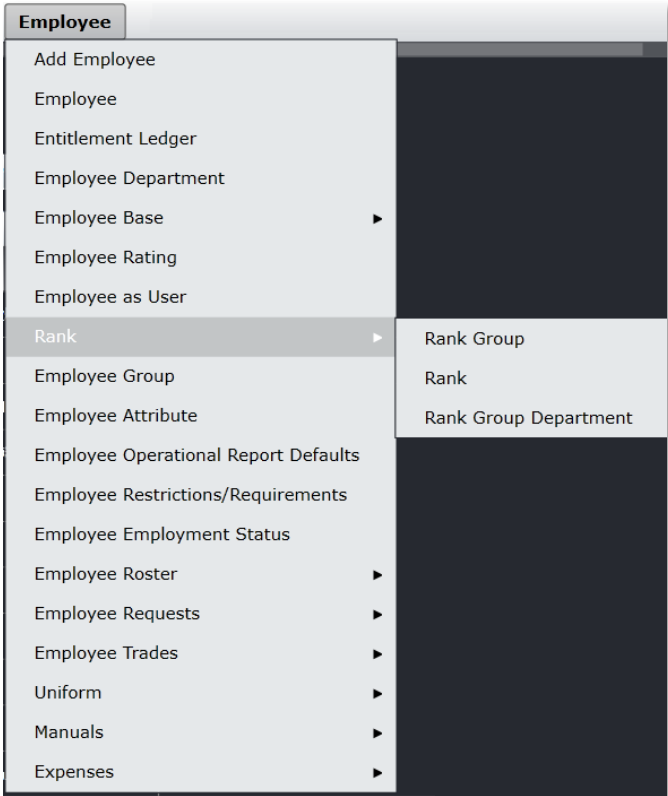 Employee
Add Employee
Employee
Entitlement Ledger
Employee Department
Employee Base
Employee Rating
Employee as User
Rank
Rank Group
Rank
Rank Group Department
Employee Group
Employee Attribute
Employee Operational Report Defaults
Employee Restrictions/Requirements
Employee Employment Status
Employee Roster
Employee Requests
Employee Trades
Uniform
Manuals
Expenses